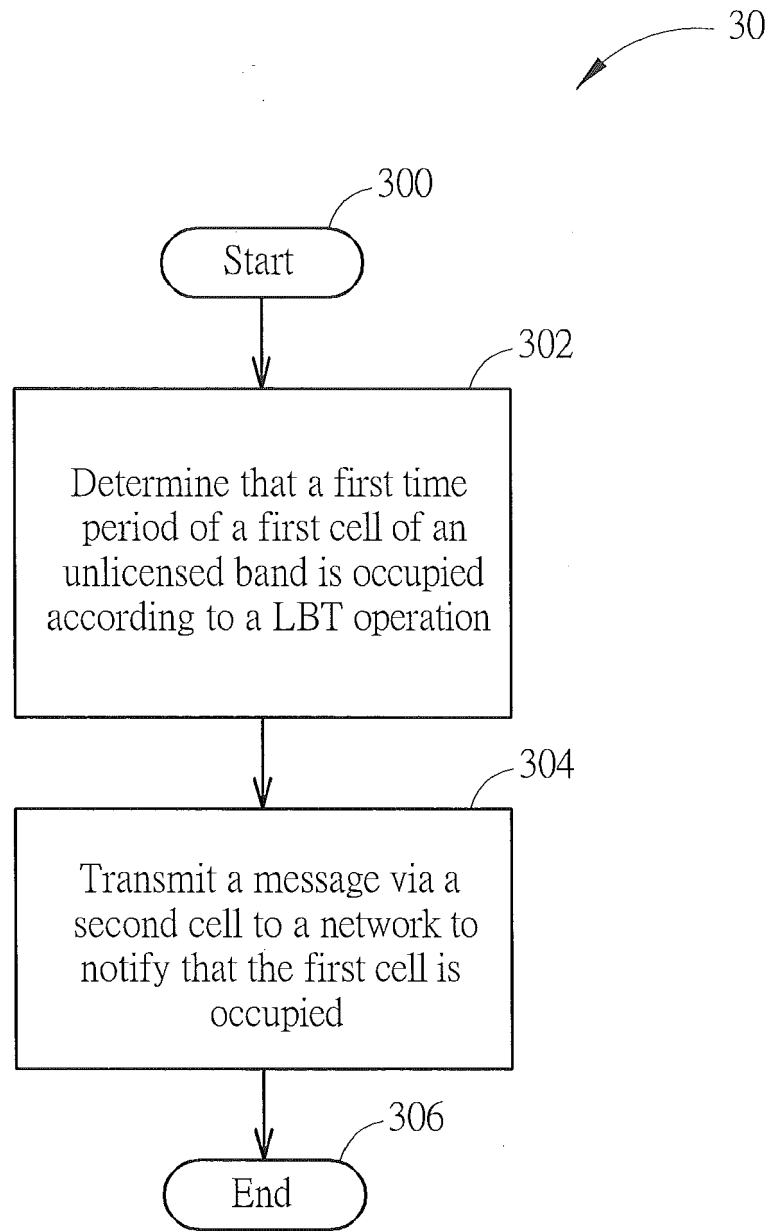 30
300
Start
302
Determine that a first time
period of a first cell of an
unlicensed band is occupied
according to a LBT operation
304
Transmit a message via a
second cell to a network to
notify that the first cell is
occupied
306
End